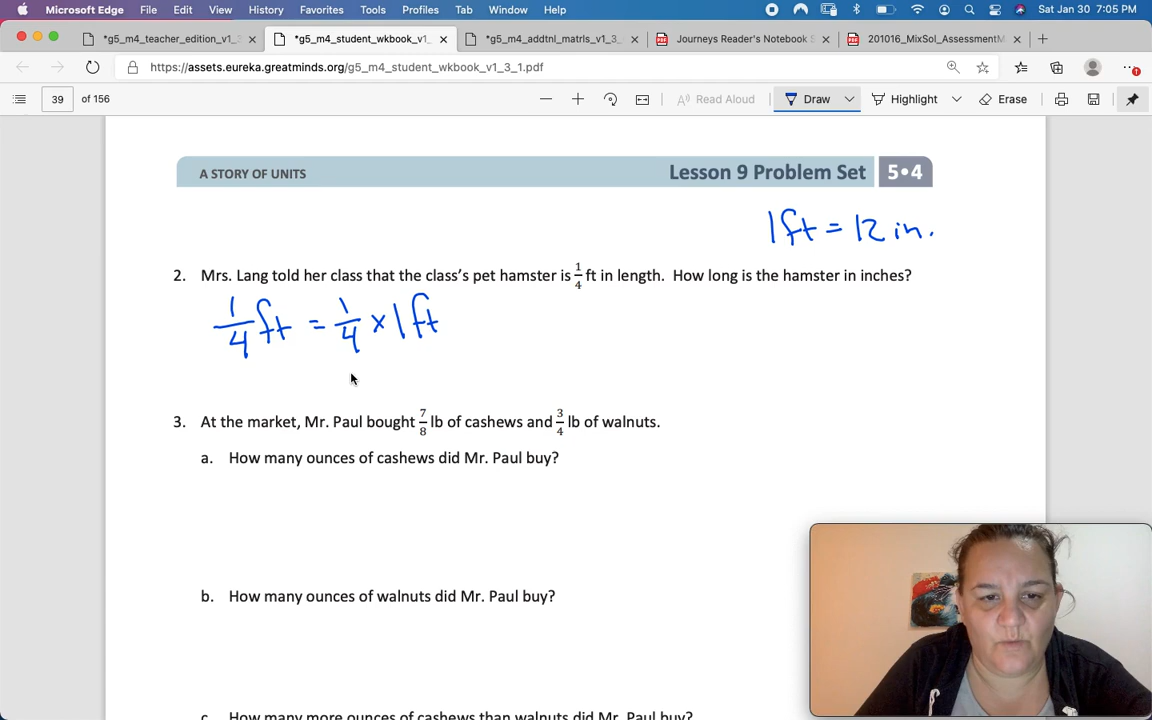 Microsoft Edge File Edit View History Favorites Tools Profiles Tab Window Help Sat Jan 30 7:05 PM
*g5_m4_teacher_edition_v1_ *g5_m4_student_wkbook_v1_ *g5_m4_addtnl_matrls_v1_3_ Journeys Reader's Notebook 201016_MixSol_Assessment
https://assets.eureka.greatminds.org/g5_m4_student_wkbook_v1_3_1.pdf
39 of 156 Read Aloud Draw Highlight Erase
A STORY OF UNITS Lesson 9 Problem Set 5•4
1ft = 12 in.
2. Mrs. Lang told her class that the class's pet hamster is 1/4 ft in length. How long is the hamster in inches?
1/4 ft = 1/4 x 1ft
3. At the market, Mr. Paul bought 7/8 lb of cashews and 3/4 lb of walnuts.
a. How many ounces of cashews did Mr. Paul buy?
b. How many ounces of walnuts did Mr. Paul buy?
c. How many more ounces of cashews than walnuts did Mr. Paul buy?